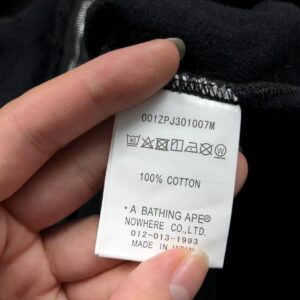 001ZPJ301007M
100% COTTON
* A BATHING APE®
NOWHERE CO.,LTD.
012-013-1993
MADE IN JAPAN